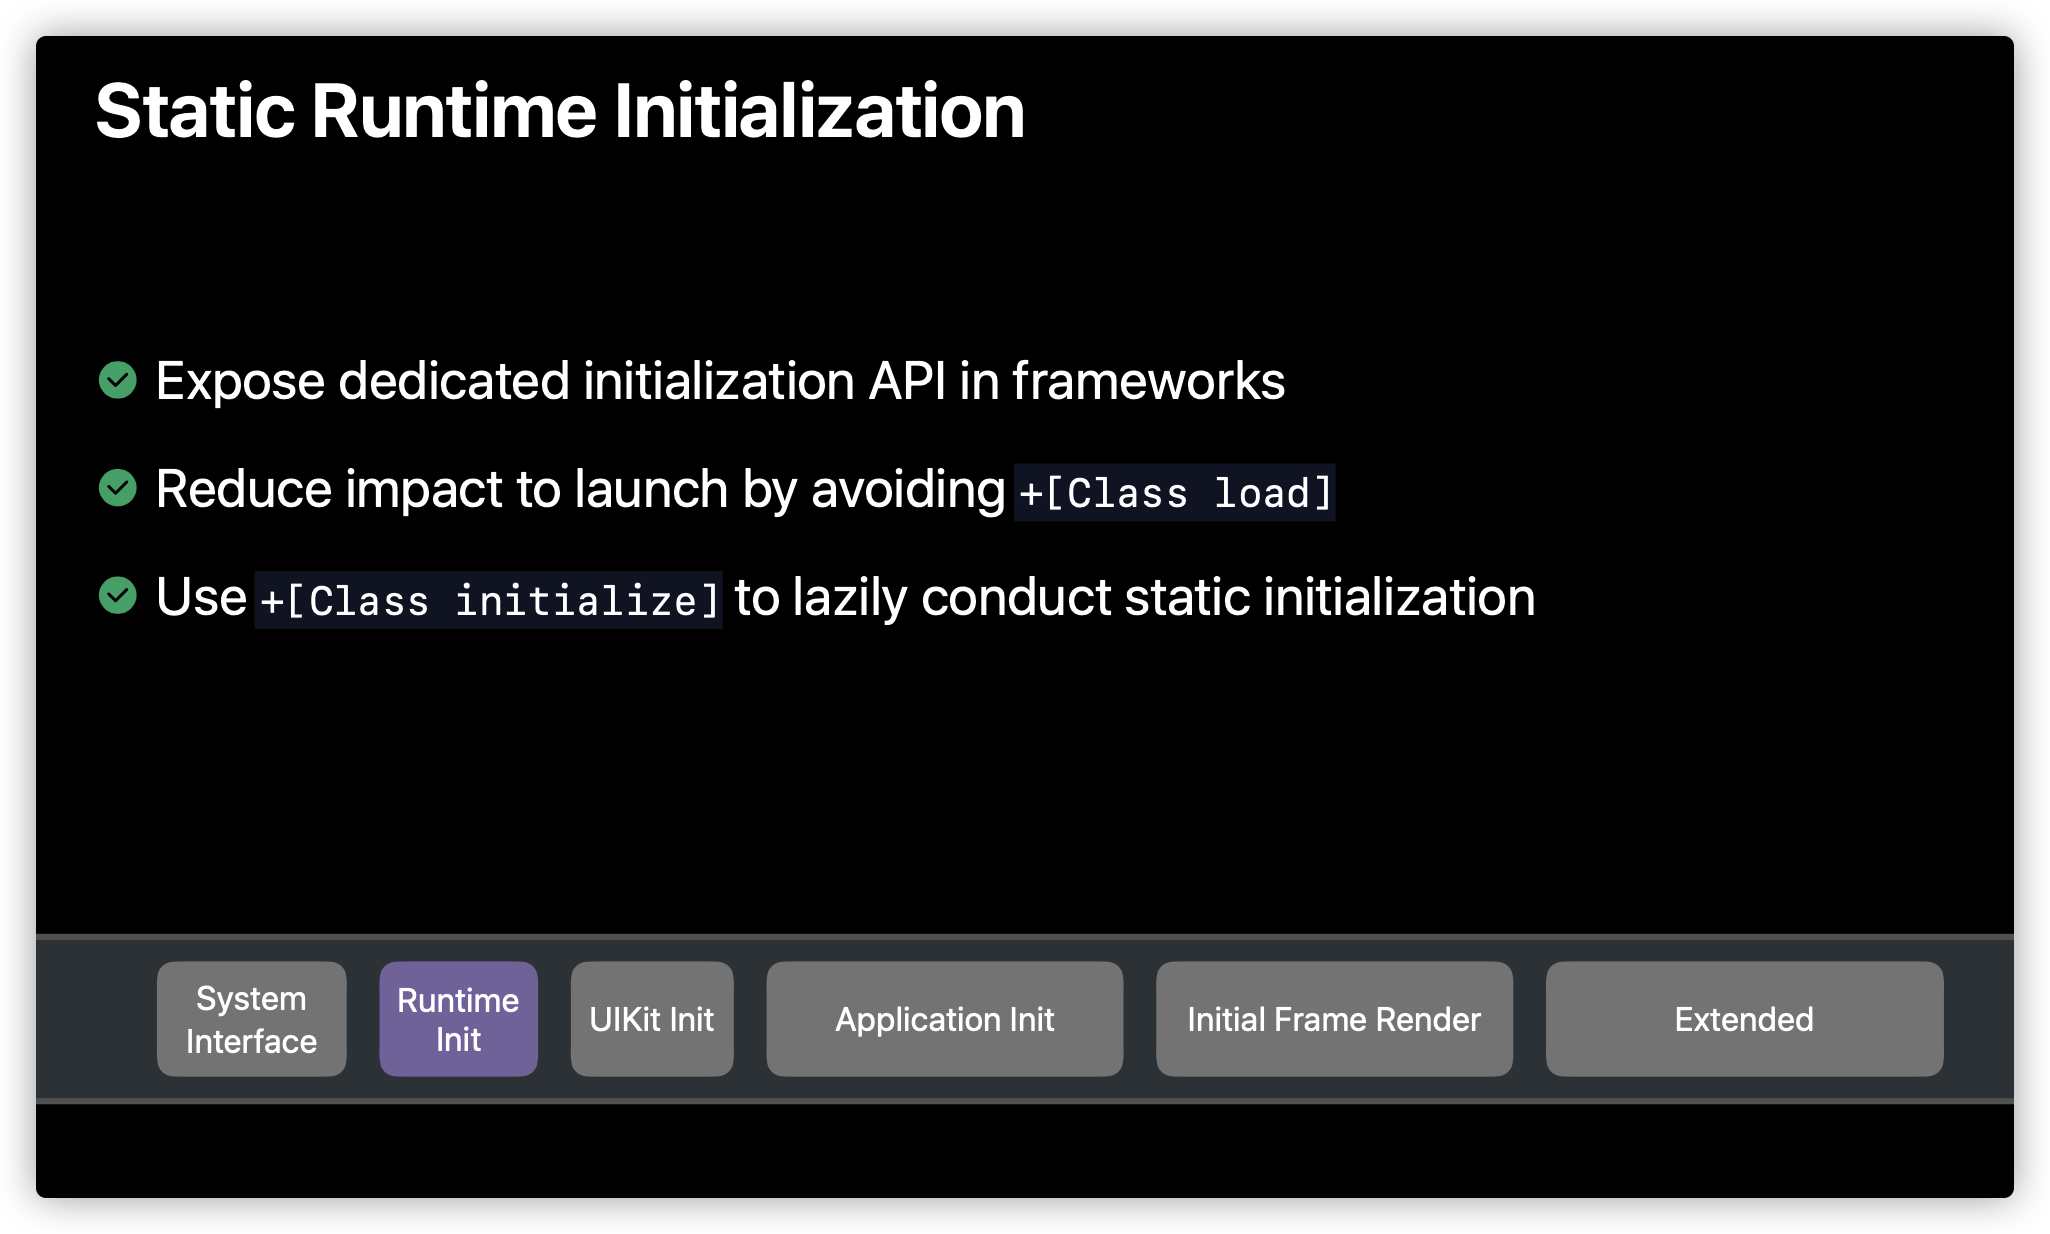 Static Runtime Initialization
Expose dedicated initialization API in frameworks
Reduce impact to launch by avoiding +[Class load]
Use +[Class initialize] to lazily conduct static initialization
System
Interface
Runtime
Init
UIKit Init
Application Init
Initial Frame Render
Extended